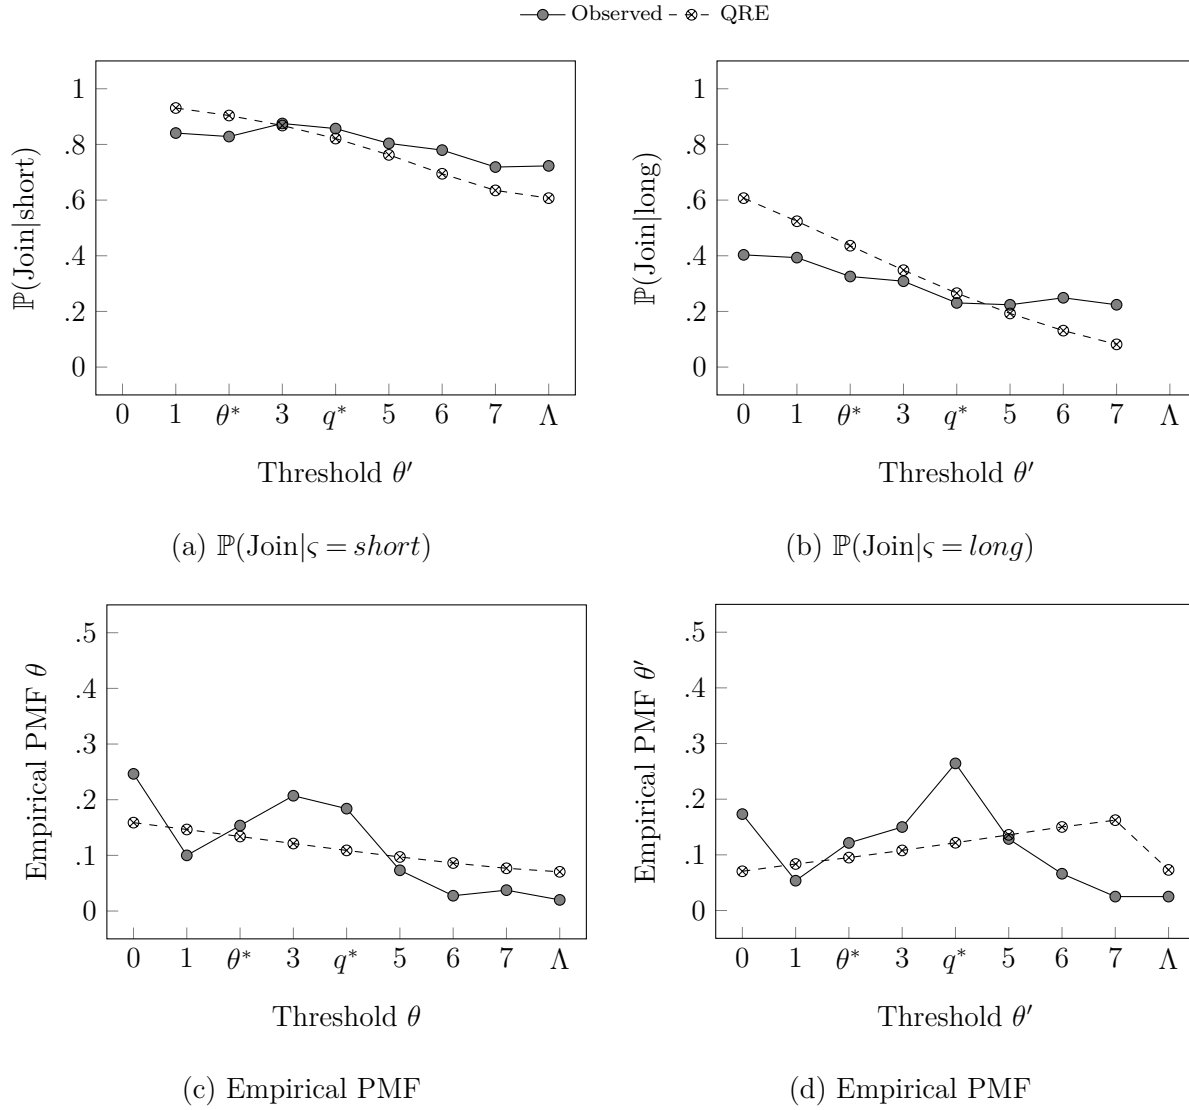 Observed QRE
ℙ(Join|short)
1
.8
.6
.4
.2
0
0 1 θ* 3 q* 5 6 7 Λ
Threshold θ′
(a) ℙ(Join|ς = short)
ℙ(Join|long)
1
.8
.6
.4
.2
0
0 1 θ* 3 q* 5 6 7 Λ
Threshold θ′
(b) ℙ(Join|ς = long)
Empirical PMF θ
.5
.4
.3
.2
.1
0
0 1 θ* 3 q* 5 6 7 Λ
Threshold θ
(c) Empirical PMF
Empirical PMF θ′
.5
.4
.3
.2
.1
0
0 1 θ* 3 q* 5 6 7 Λ
Threshold θ′
(d) Empirical PMF